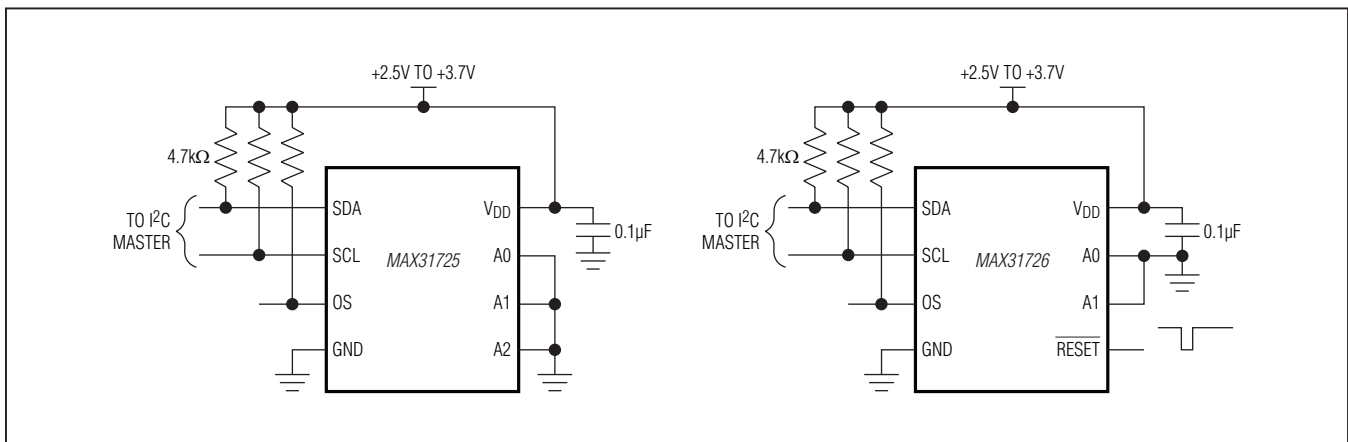 +2.5V TO +3.7V
4.7kΩ
TO I²C
MASTER
SDA
SCL
OS
GND
MAX31725
VDD
A0
A1
A2
0.1µF
+2.5V TO +3.7V
4.7kΩ
TO I²C
MASTER
SDA
SCL
OS
GND
MAX31726
VDD
A0
A1
RESET
0.1µF